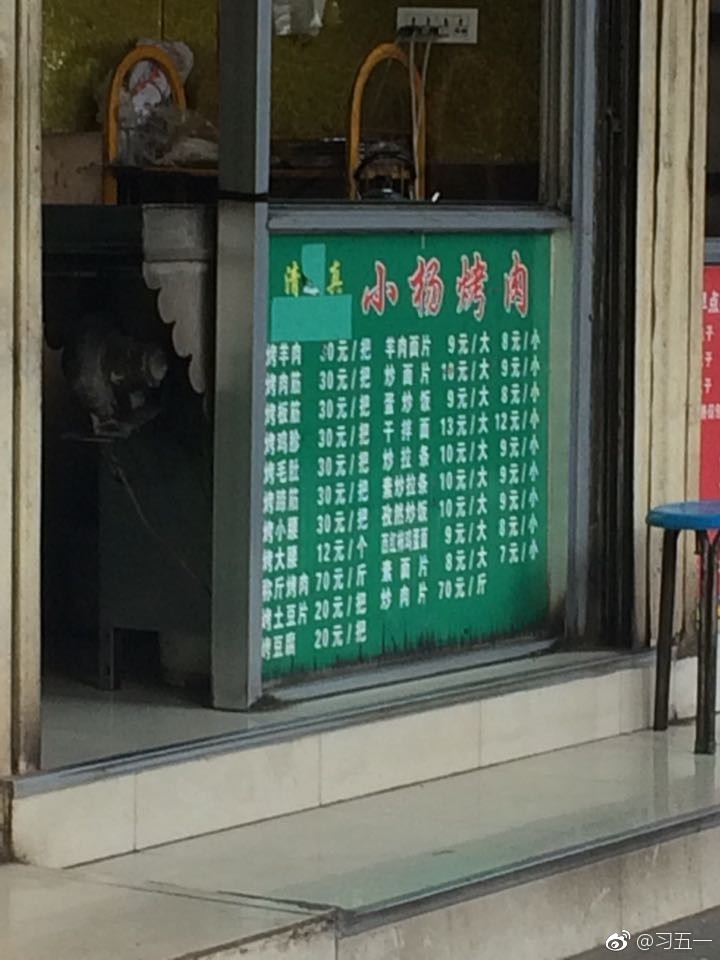 清真 小杨烤肉
烤羊肉 30元/把 羊肉面片 9元/大 8元/小
烤肉筋 30元/把 炒面片 10元/大 9元/小
烤板筋 30元/把 蛋炒饭 9元/大 8元/小
烤鸡胗 30元/把 干拌面 13元/大 12元/小
烤毛肚 30元/把 炒拉条 10元/大 9元/小
烤蹄筋 30元/把 素炒拉条 10元/大 9元/小
烤小腰 30元/把 孜然炒饭 10元/大 9元/小
烤大腰 12元/个 西红柿鸡蛋面 9元/大 8元/小
称斤烤肉 70元/斤 素面片 8元/大 7元/小
烤土豆片 20元/把 炒肉片 70元/斤
烤豆腐 20元/把
点
子
子
@习五一